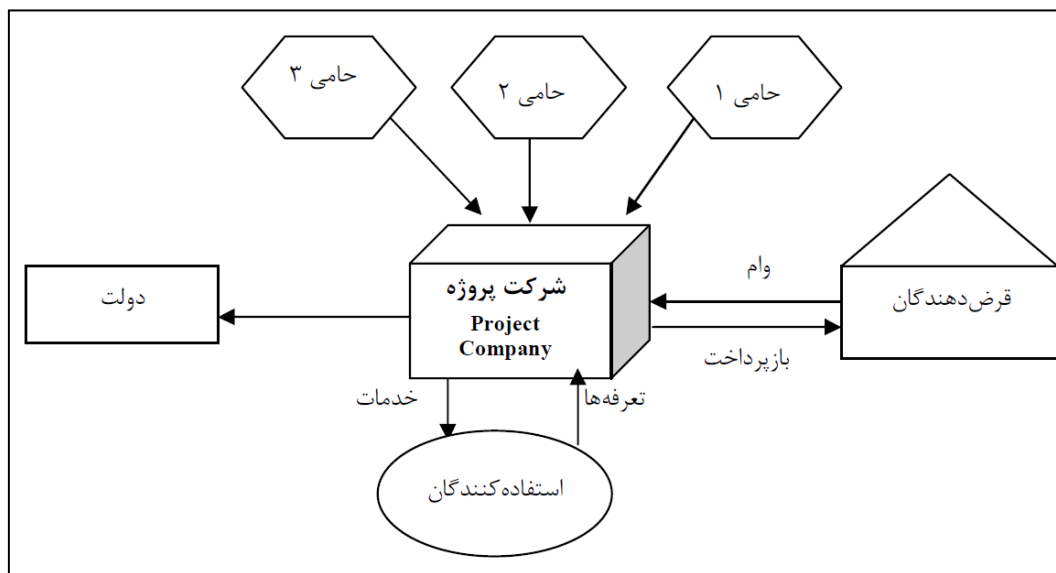 حامی ۱
حامی ۲
حامی ۳
قرض‌دهندگان
وام
بازپرداخت
شرکت پروژه
Project
Company
دولت
تعرفه‌ها
خدمات
استفاده‌کنندگان